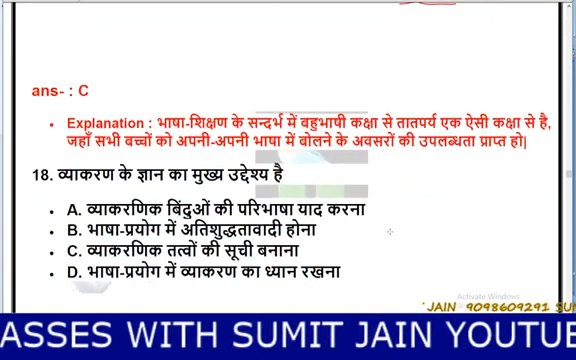 ans- : C
• Explanation : भाषा-शिक्षण के सन्दर्भ में बहुभाषी कक्षा से तातपर्य एक ऐसी कक्षा से है,
जहाँ सभी बच्चों को अपनी-अपनी भाषा में बोलने के अवसरों की उपलब्धता प्राप्त हो|
18. व्याकरण के ज्ञान का मुख्य उद्देश्य है
• A. व्याकरणिक बिंदुओं की परिभाषा याद करना
• B. भाषा-प्रयोग में अतिशुद्धतावादी होना
• C. व्याकरणिक तत्वों की सूची बनाना
• D. भाषा-प्रयोग में व्याकरण का ध्यान रखना
Activate Windows
JAIN 9098609291 SUM
ASSES WITH SUMIT JAIN YOUTUBE